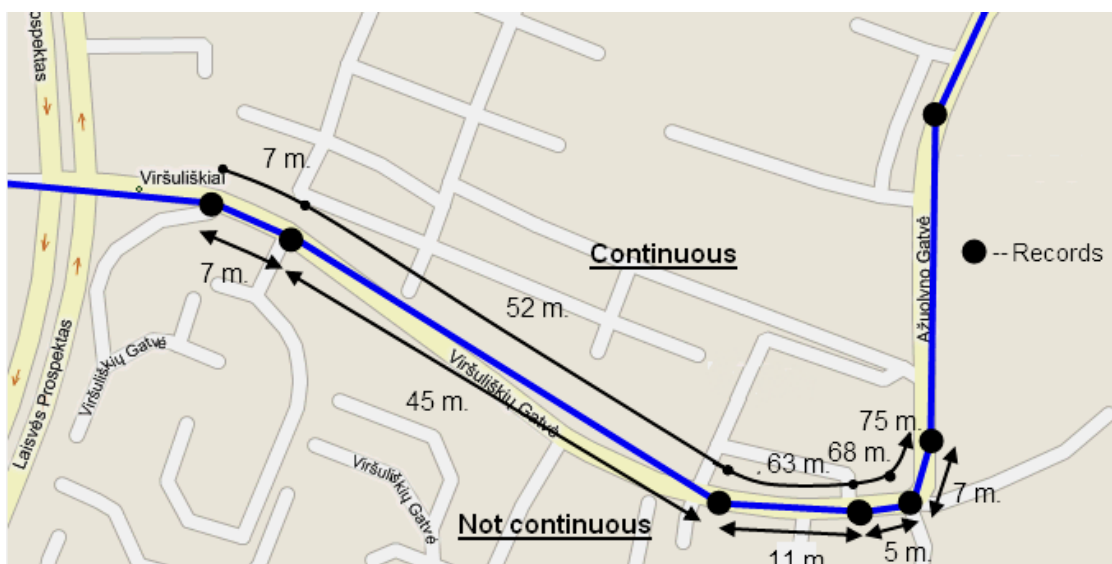 Prospektas
Viršuliškiai
7 m.
7 m.
Continuous
-- Records
Ažuolyno Gatvė
52 m.
Viršuliškių Gatvė
45 m.
Viršuliškių Gatvė
Laisvės Prospektas
Viršuliškių Gatvė
75 m.
68 m.
63 m.
7 m.
Not continuous
11 m.
5 m.